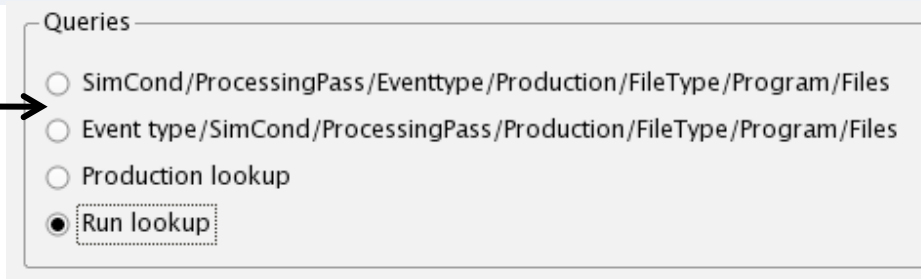 Queries
SimCond/ProcessingPass/Eventtype/Production/FileType/Program/Files
Event type/SimCond/ProcessingPass/Production/FileType/Program/Files
Production lookup
Run lookup